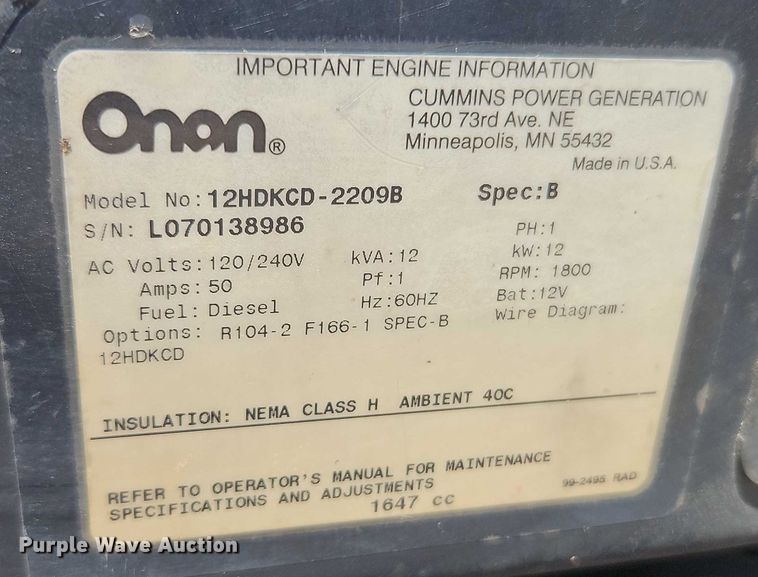 IMPORTANT ENGINE INFORMATION
Onan®
CUMMINS POWER GENERATION
1400 73rd Ave. NE
Minneapolis, MN 55432
Made in U.S.A.
Model No: 12HDKCD-2209B Spec:B
S/N: L070138986 PH:1
AC Volts: 120/240V kVA:12 kW:12
Amps: 50 Pf:1 RPM: 1800
Fuel: Diesel Hz:60HZ Bat:12V
Options: R104-2 F166-1 SPEC-B Wire Diagram:
12HDKCD
INSULATION: NEMA CLASS H AMBIENT 40C
REFER TO OPERATOR'S MANUAL FOR MAINTENANCE
SPECIFICATIONS AND ADJUSTMENTS
99-2495 RAD
1647 cc
Purple Wave Auction